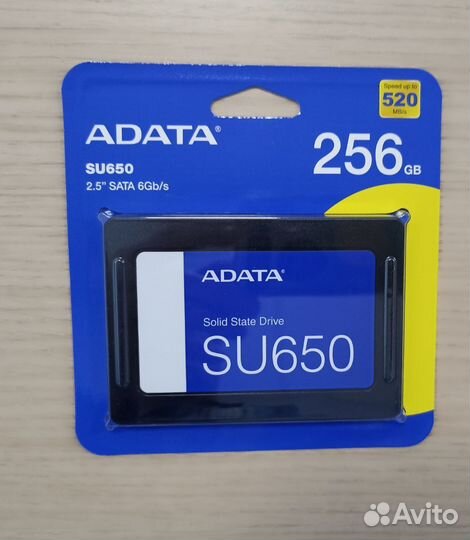 Speed up to
520
MB/s
ADATA®
256GB
SU650
2.5" SATA 6Gb/s
ADATA®
Solid State Drive
SU650
Avito